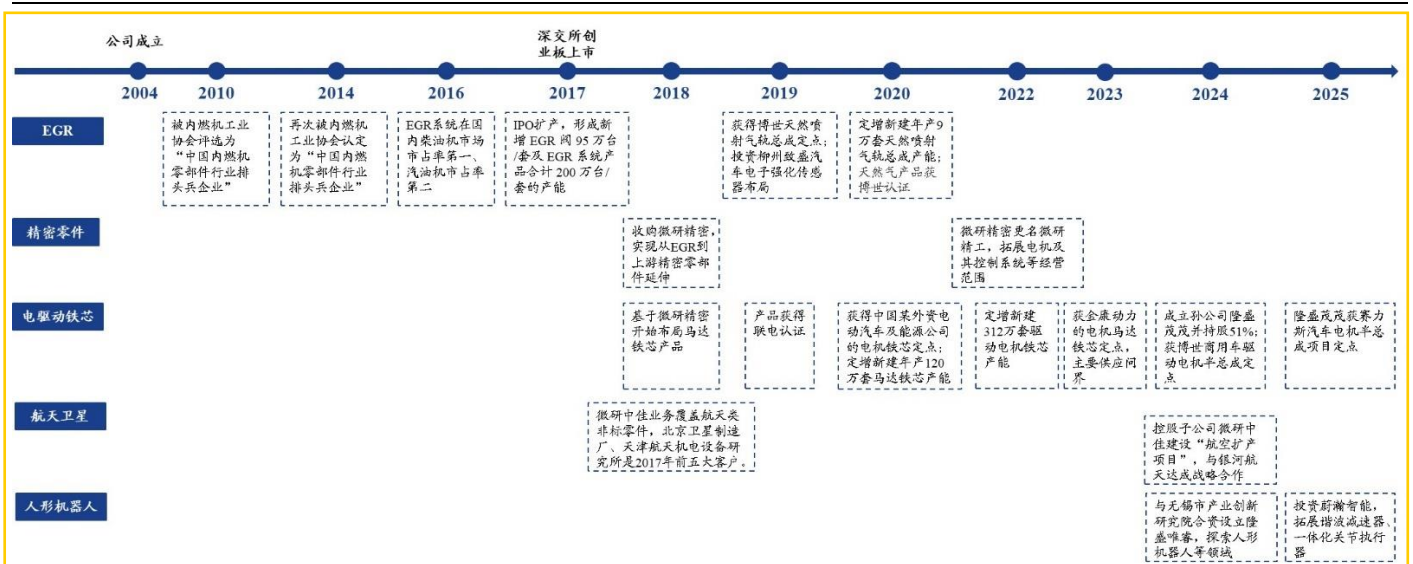 公司成立
深交所创
业板上市
2004
2010
2014
2016
2017
2018
2019
2020
2022
2023
2024
2025
EGR
被内燃机工业
协会评选为
“中国内燃机
零部件行业排
头兵企业”
再次被内燃机
工业协会认定
为“中国内燃
机零部件行业
排头兵企业”
EGR系统在国
内柴油机市场
市占率第一、
汽油机市占率
第二
IPO扩产，形成新
增 EGR 阀 95 万台
/套及 EGR 系统产
品合计 200 万台/
套的产能
获得博世天然喷
射气轨总成定点；
投资柳州致盛汽
车电子强化传感
器布局
定增新建年产9
万套天然喷射
气轨总成产能；
天然气产品获
博世认证
精密零件
收购微研精密，
实现从EGR到
上游精密零部
件延伸
微研精密更名微研
精工，拓展电机及
其控制系统等经营
范围
电驱动铁芯
基于微研精密
开始布局马达
铁芯产品
产品获得
联电认证
获得中国某外资电
动汽车及能源公司
的电机铁芯定点；
定增新建年产120
万套马达铁芯产能
定增新建
312万套驱
动电机铁芯
产能
获金康动力
的电机马达
铁芯定点，
主要供应问
界
成立孙公司隆盛
茂茂并持股51%；
获博世商用车驱
动电机半总成定
点
隆盛茂茂获赛力
斯汽车电机半总
成项目定点
航天卫星
微研中佳业务覆盖航天类
非标零件，北京卫星制造
厂、天津航天机电设备研
究所是2017年前五大客户。
控股子公司微研中
佳建设“航空扩产
项目”，与银河航
天达成战略合作
人形机器人
与无锡市产业创新
研究院合资设立隆
盛唯睿，探索人形
机器人等领域
投资蔚瀚智能，
拓展谐波减速器、
一体化关节执行
器